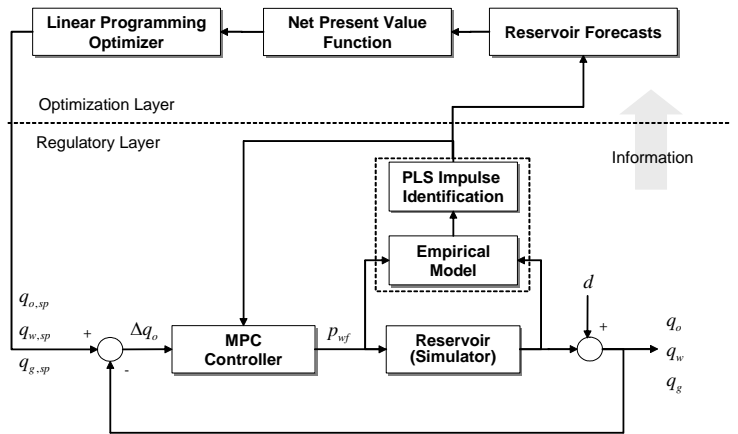 Linear Programming
Optimizer
Net Present Value
Function
Reservoir Forecasts
Optimization Layer
Regulatory Layer
Information
PLS Impulse
Identification
Empirical
Model
d
q_{o,sp}
q_{w,sp}
q_{g,sp}
+
-
Δq_o
MPC
Controller
p_{wf}
Reservoir
(Simulator)
+
q_o
q_w
q_g